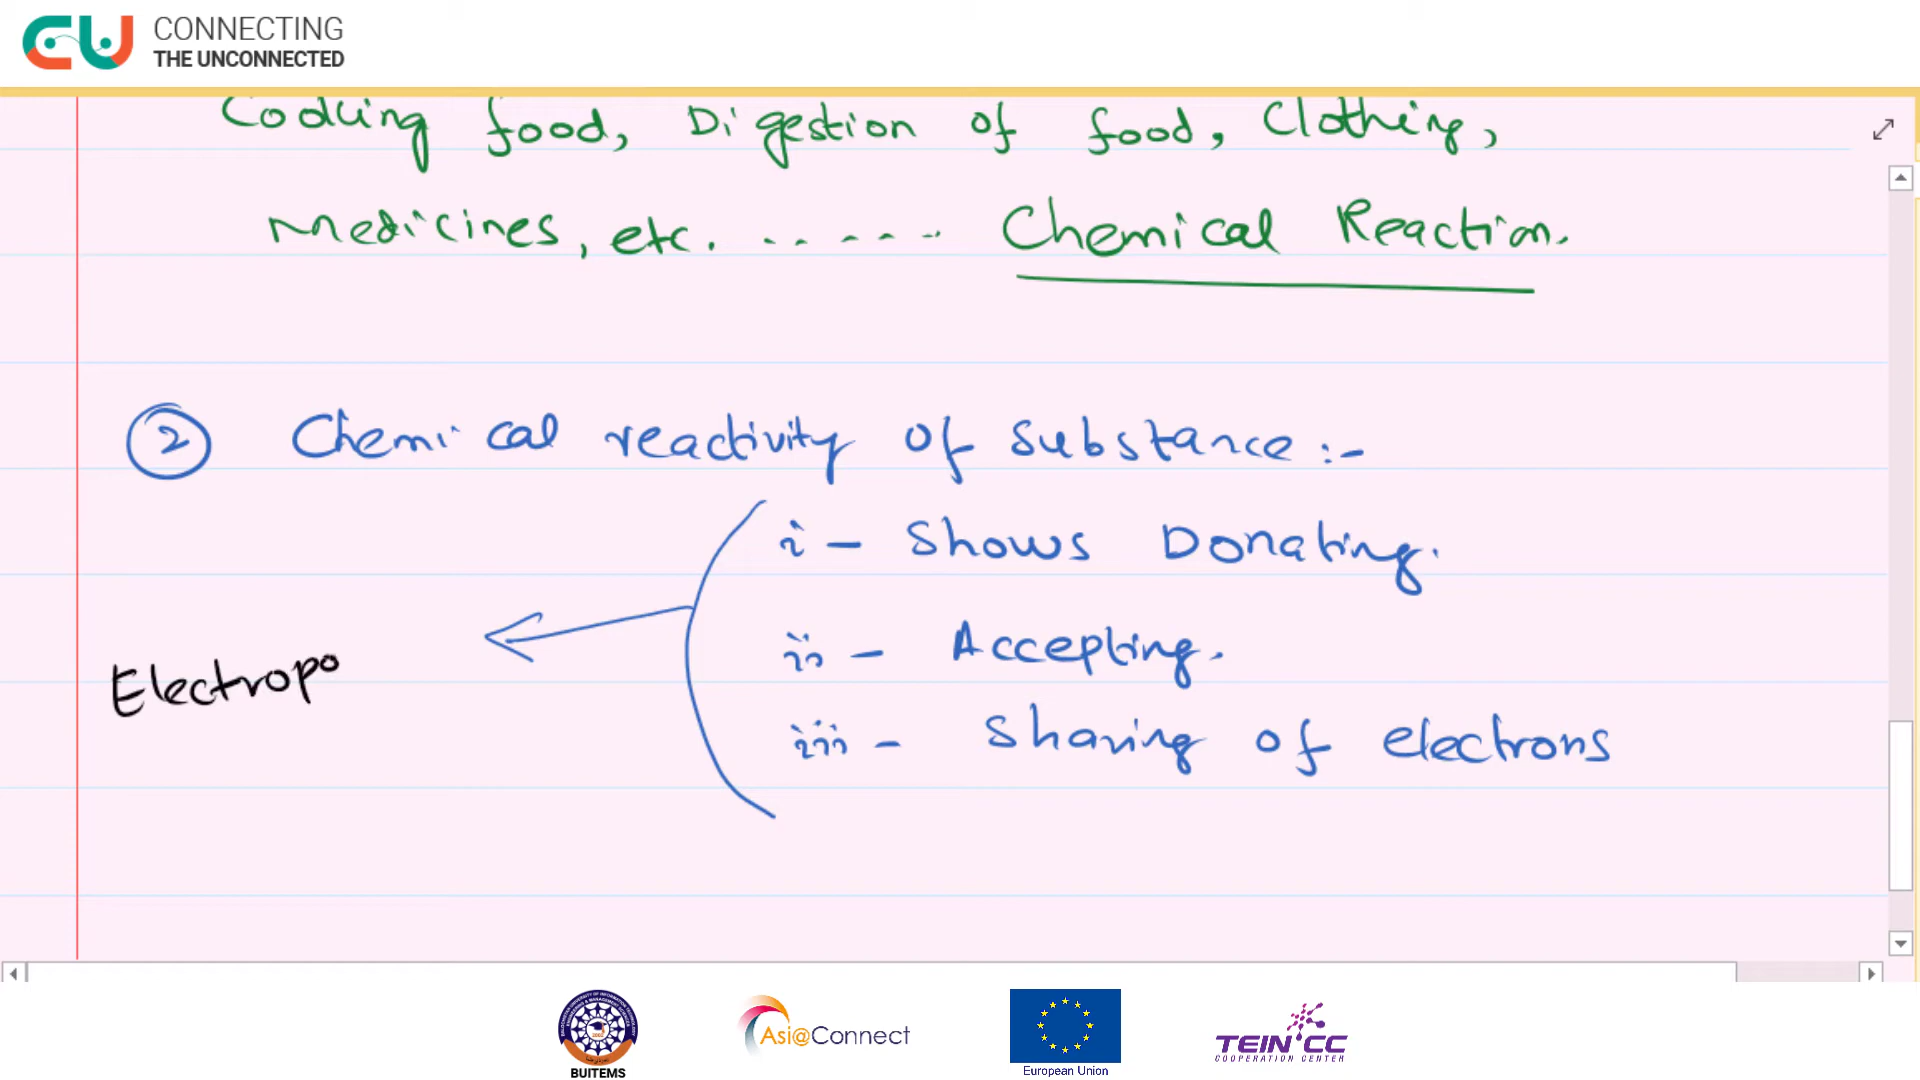 CONNECTING
THE UNCONNECTED
Cooking food, Digestion of food, Clothing,
Medicines, etc. ...... Chemical Reaction.
2 Chemical reactivity of substance :-
i - Shows Donating.
ii - Accepting.
Electropo
iii - Sharing of electrons
BUITEMS
Asi@Connect
European Union
TEIN*CC
COOPERATION CENTER